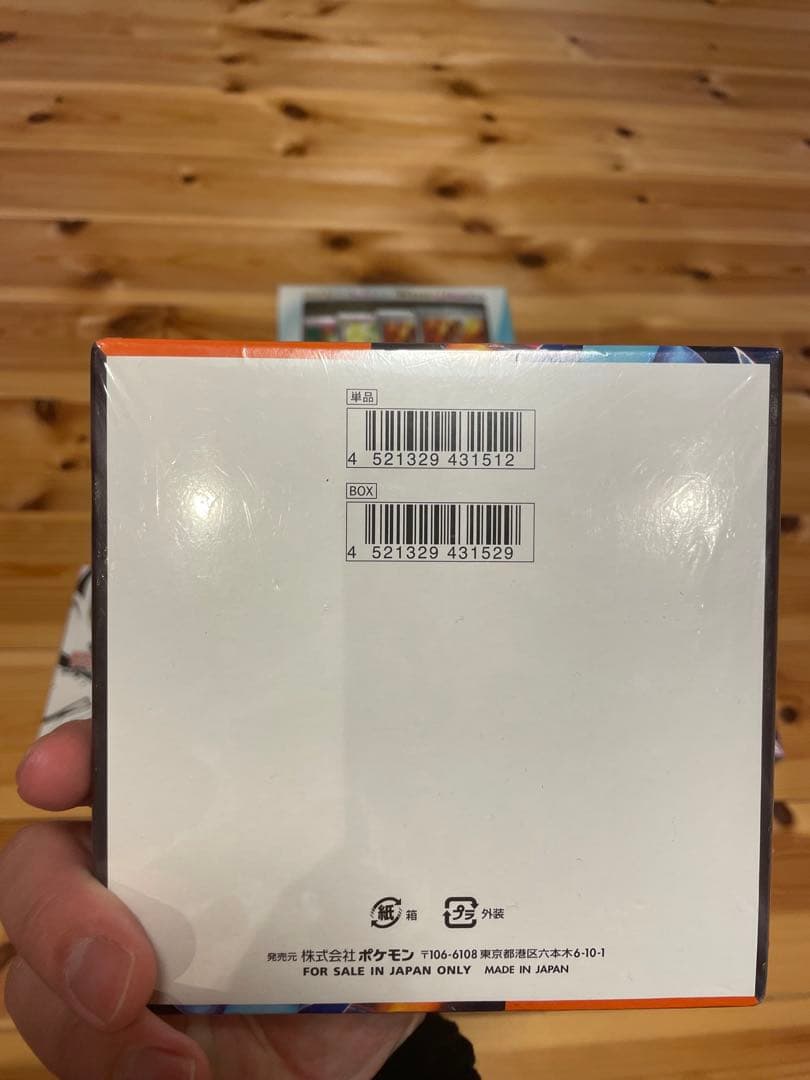 単品
4 521329 431512
BOX
4 521329 431529
紙 箱 プラ 外装
発売元 株式会社 ポケモン 〒106-6108 東京都港区六本木6-10-1
FOR SALE IN JAPAN ONLY MADE IN JAPAN